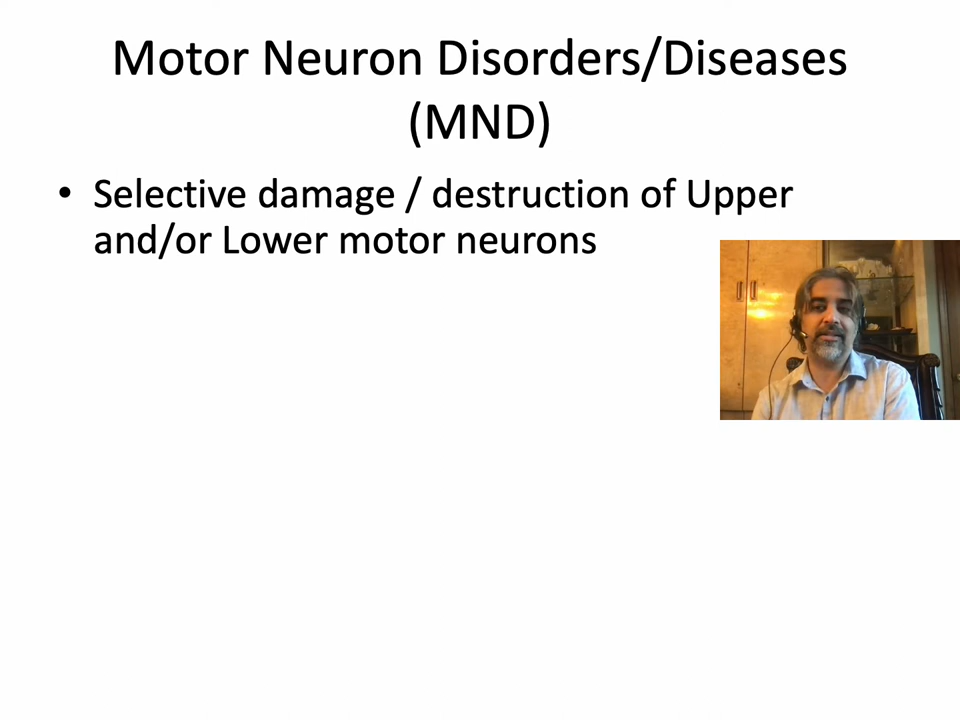 Motor Neuron Disorders/Diseases
(MND)
• Selective damage / destruction of Upper
and/or Lower motor neurons